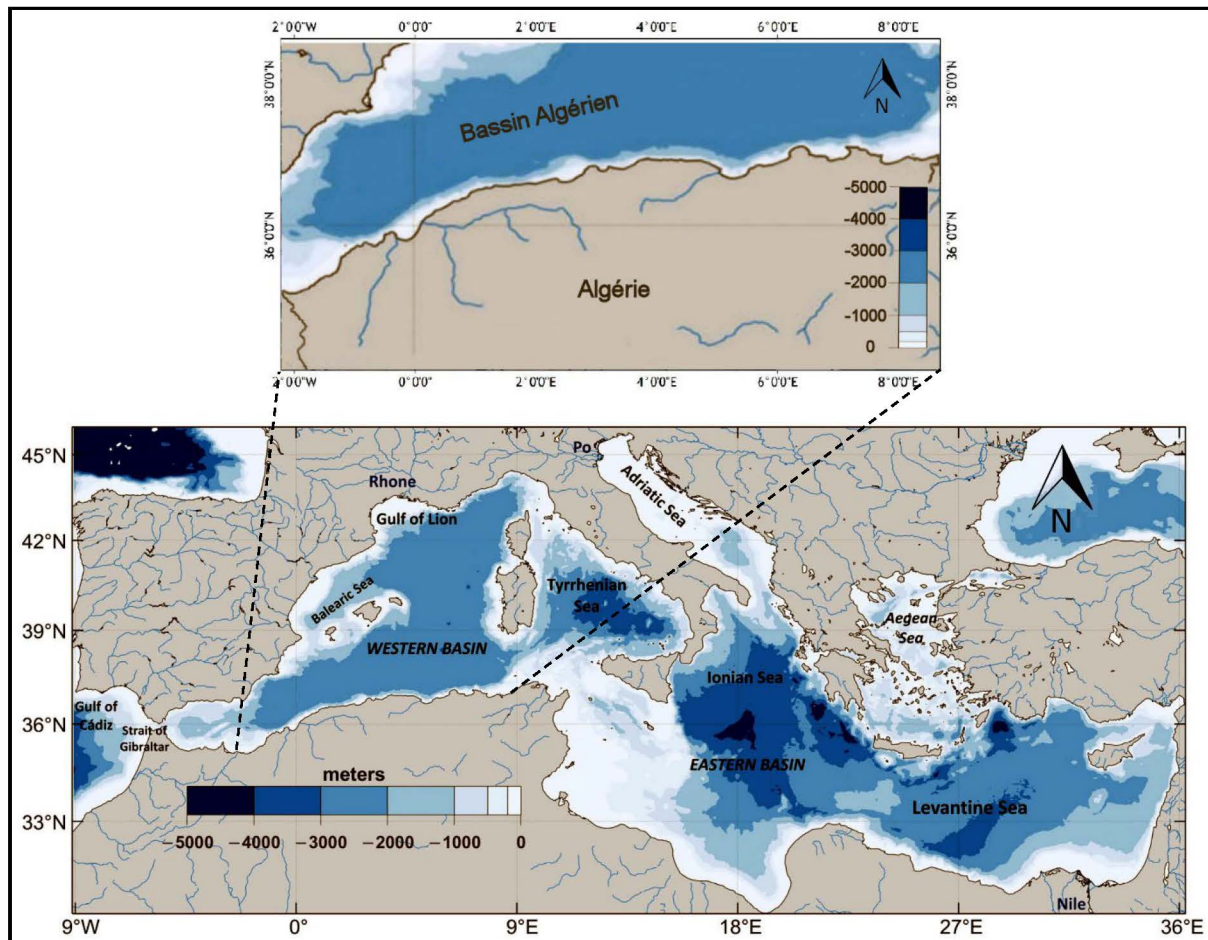 2°0'0"W 0°0'0" 2°0'0"E 4°0'0"E 6°0'0"E 8°0'0"E
38°0'0"N
38°0'0"N
N
Bassin Algérien
-5000
-4000
-3000
-2000
-1000
0
36°0'0"N
36°0'0"N
Algérie
2°0'0"W 0°0'0" 2°0'0"E 4°0'0"E 6°0'0"E 8°0'0"E
45°N
42°N
39°N
36°N
33°N
Po
Rhone
Adriatic Sea
Gulf of Lion
N
Balearic Sea
Tyrrhenian
Sea
Aegean
Sea
WESTERN BASIN
Ionian Sea
Gulf of
Cádiz
Strait of
Gibraltar
EASTERN BASIN
meters
Levantine Sea
−5000 −4000 −3000 −2000 −1000 0
Nile
9°W 0° 9°E 18°E 27°E 36°E